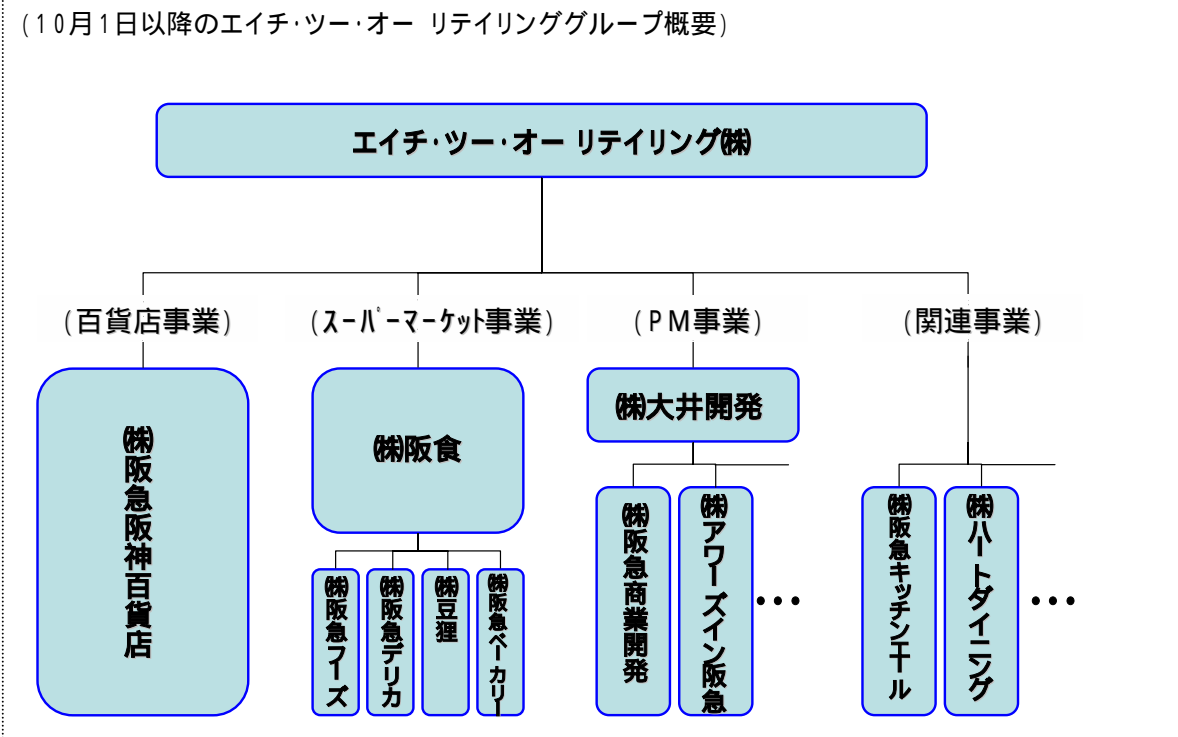 (10月1日以降のエイチ・ツー・オー リテイリンググループ概要)
エイチ・ツー・オー リテイリング㈱
(百貨店事業)
(スーパーマーケット事業)
(PM事業)
(関連事業)
㈱阪急阪神百貨店
㈱阪食
㈱大井開発
㈱阪急フーズ
㈱阪急デリカ
㈱豆狸
㈱阪急ベーカリー
㈱阪急商業開発
㈱アワーズイン阪急
・・・
㈱阪急キッチンエール
㈱ハートダイニング
・・・